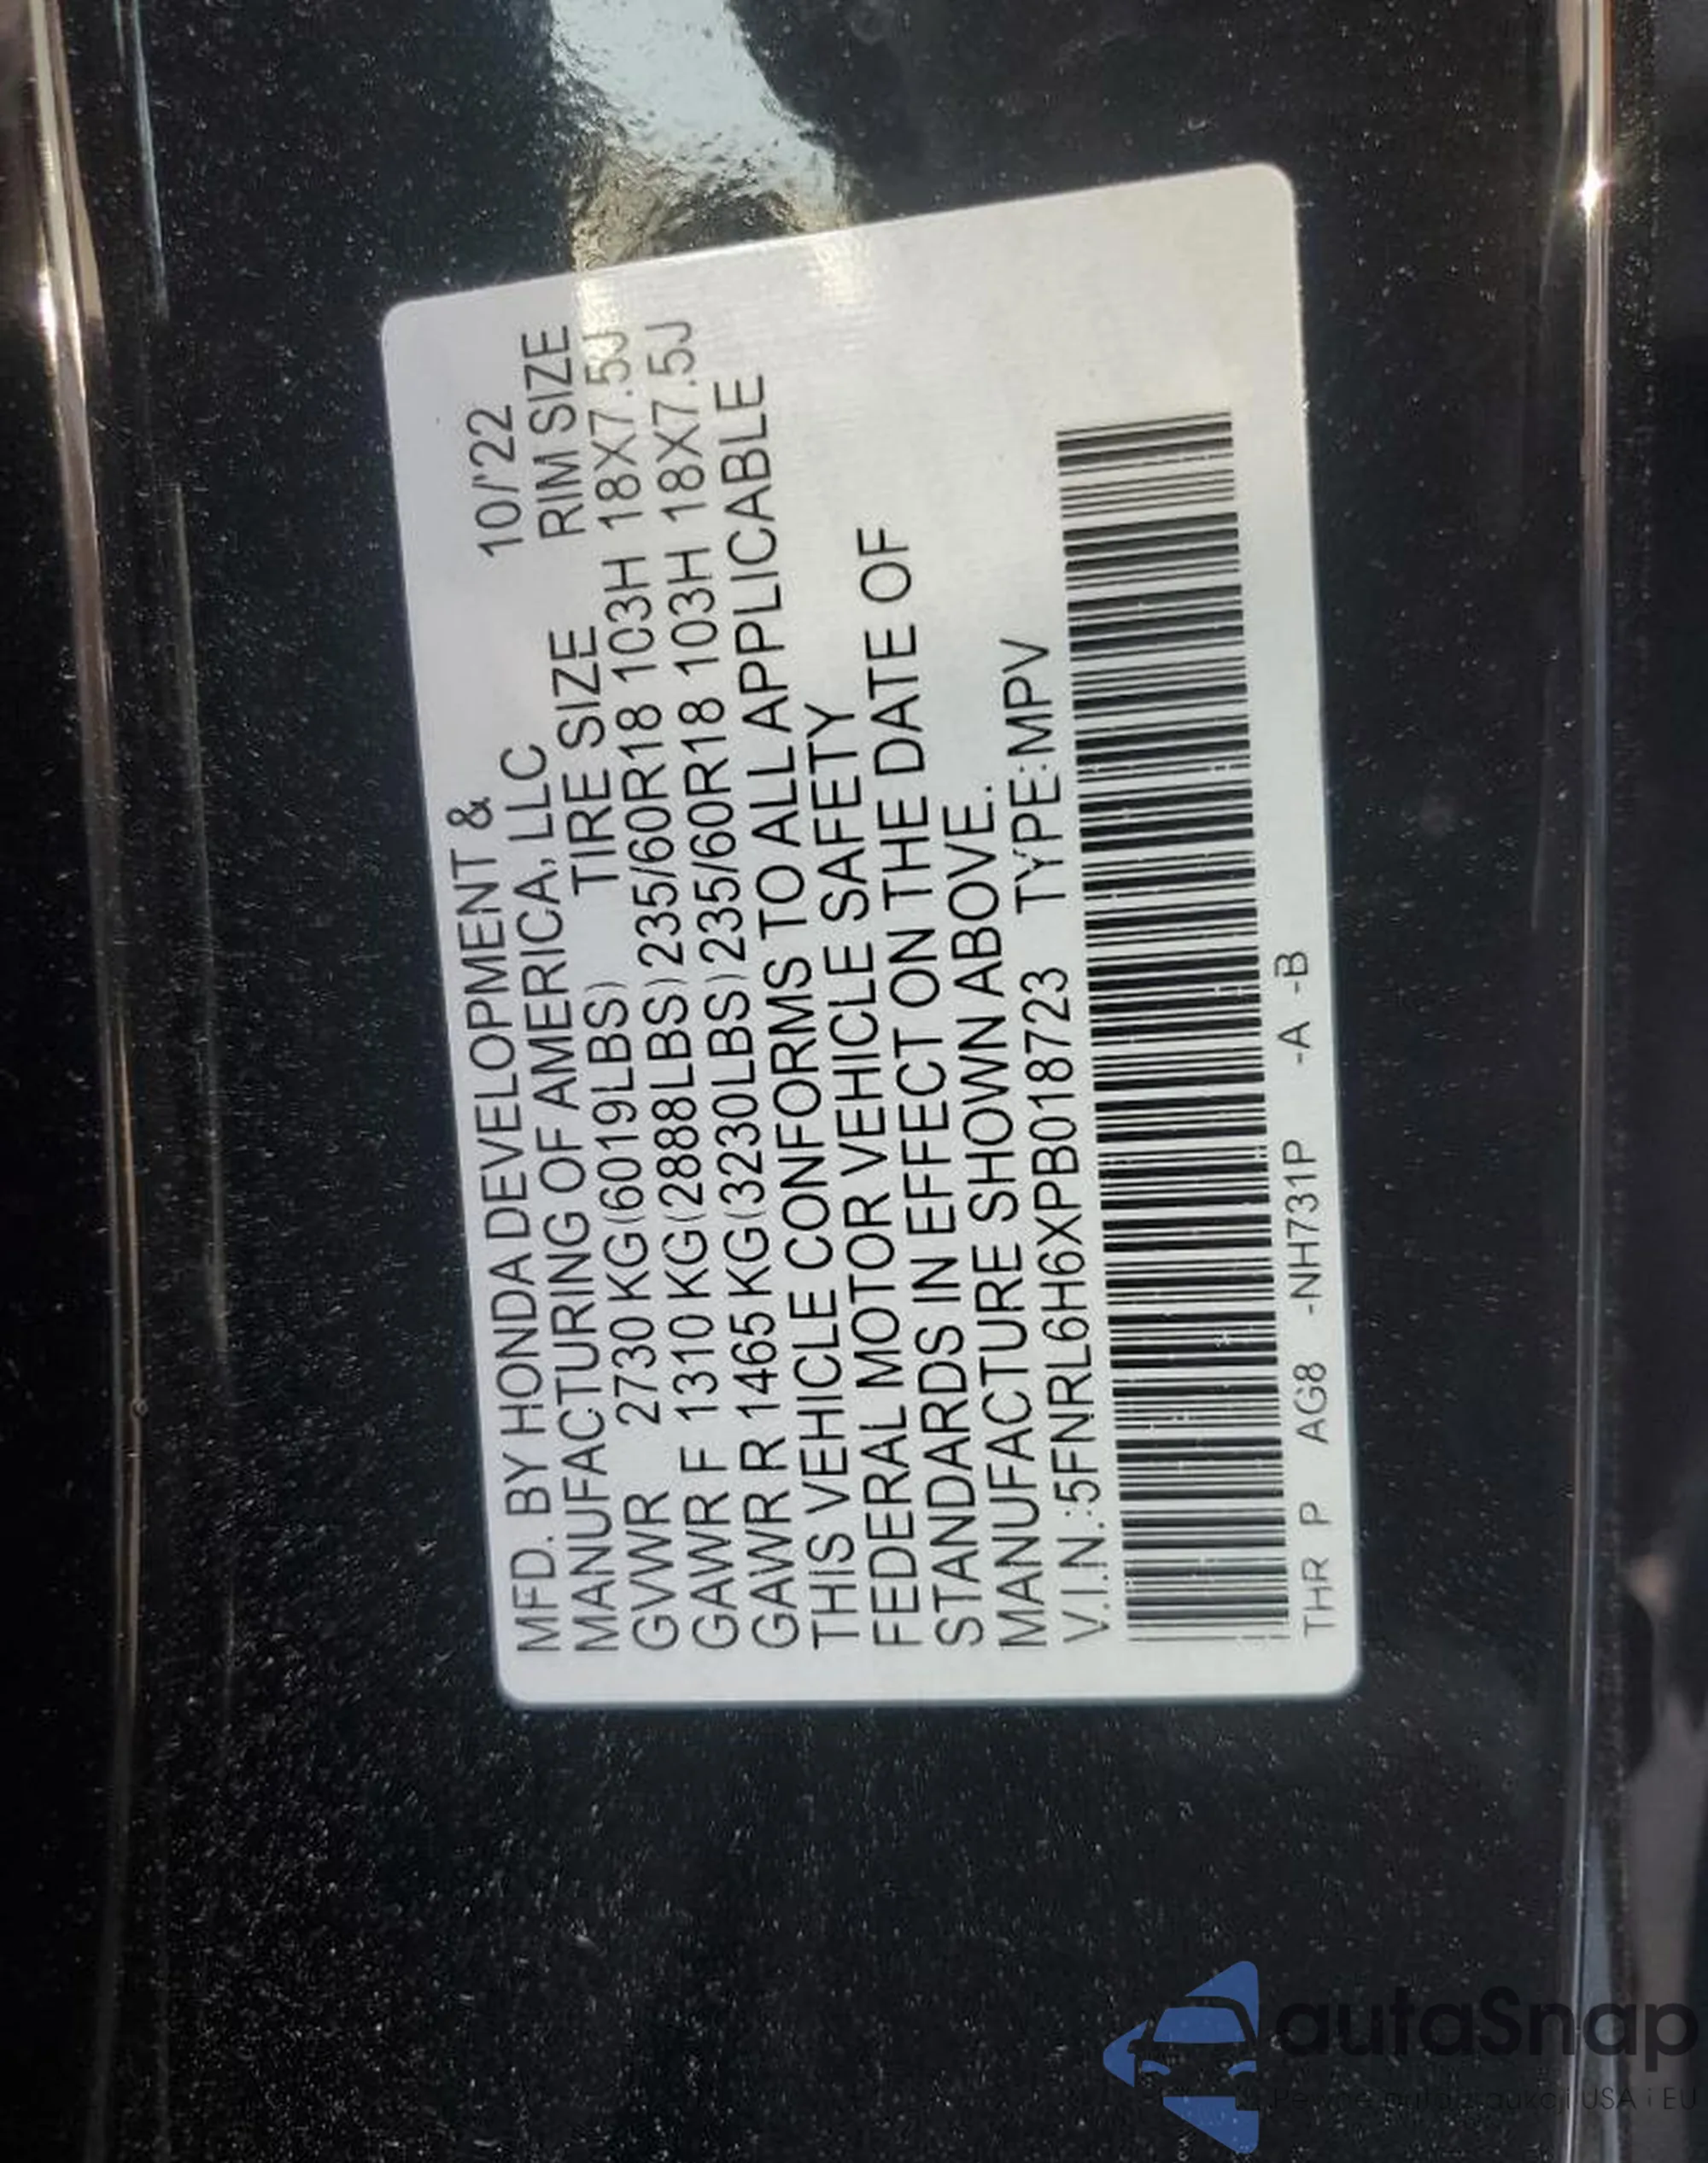 MFD. BY HONDA DEVELOPMENT & 10/'22
MANUFACTURING OF AMERICA, LLC RIM SIZE
TIRE SIZE
GVWR 2730 KG(6019LBS)
GAWR F 1310 KG(2888LBS) 235/60R18 103H 18X7.5J
GAWR R 1465 KG(3230LBS) 235/60R18 103H 18X7.5J
THIS VEHICLE CONFORMS TO ALL APPLICABLE
FEDERAL MOTOR VEHICLE SAFETY
STANDARDS IN EFFECT ON THE DATE OF
MANUFACTURE SHOWN ABOVE.
V.I.N.:5FNRL6H6XPB018723 TYPE:MPV
THR P AG8 -NH731P -A -B
autaSnap
USA i EU